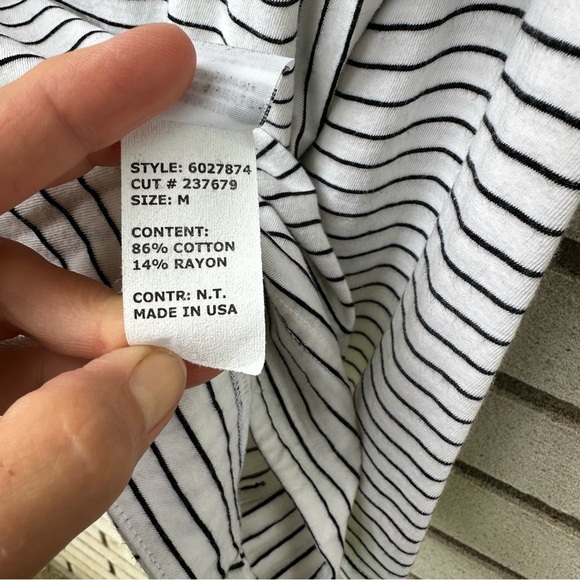 STYLE: 6027874
CUT # 237679
SIZE: M
CONTENT:
86% COTTON
14% RAYON
CONTR: N.T.
MADE IN USA